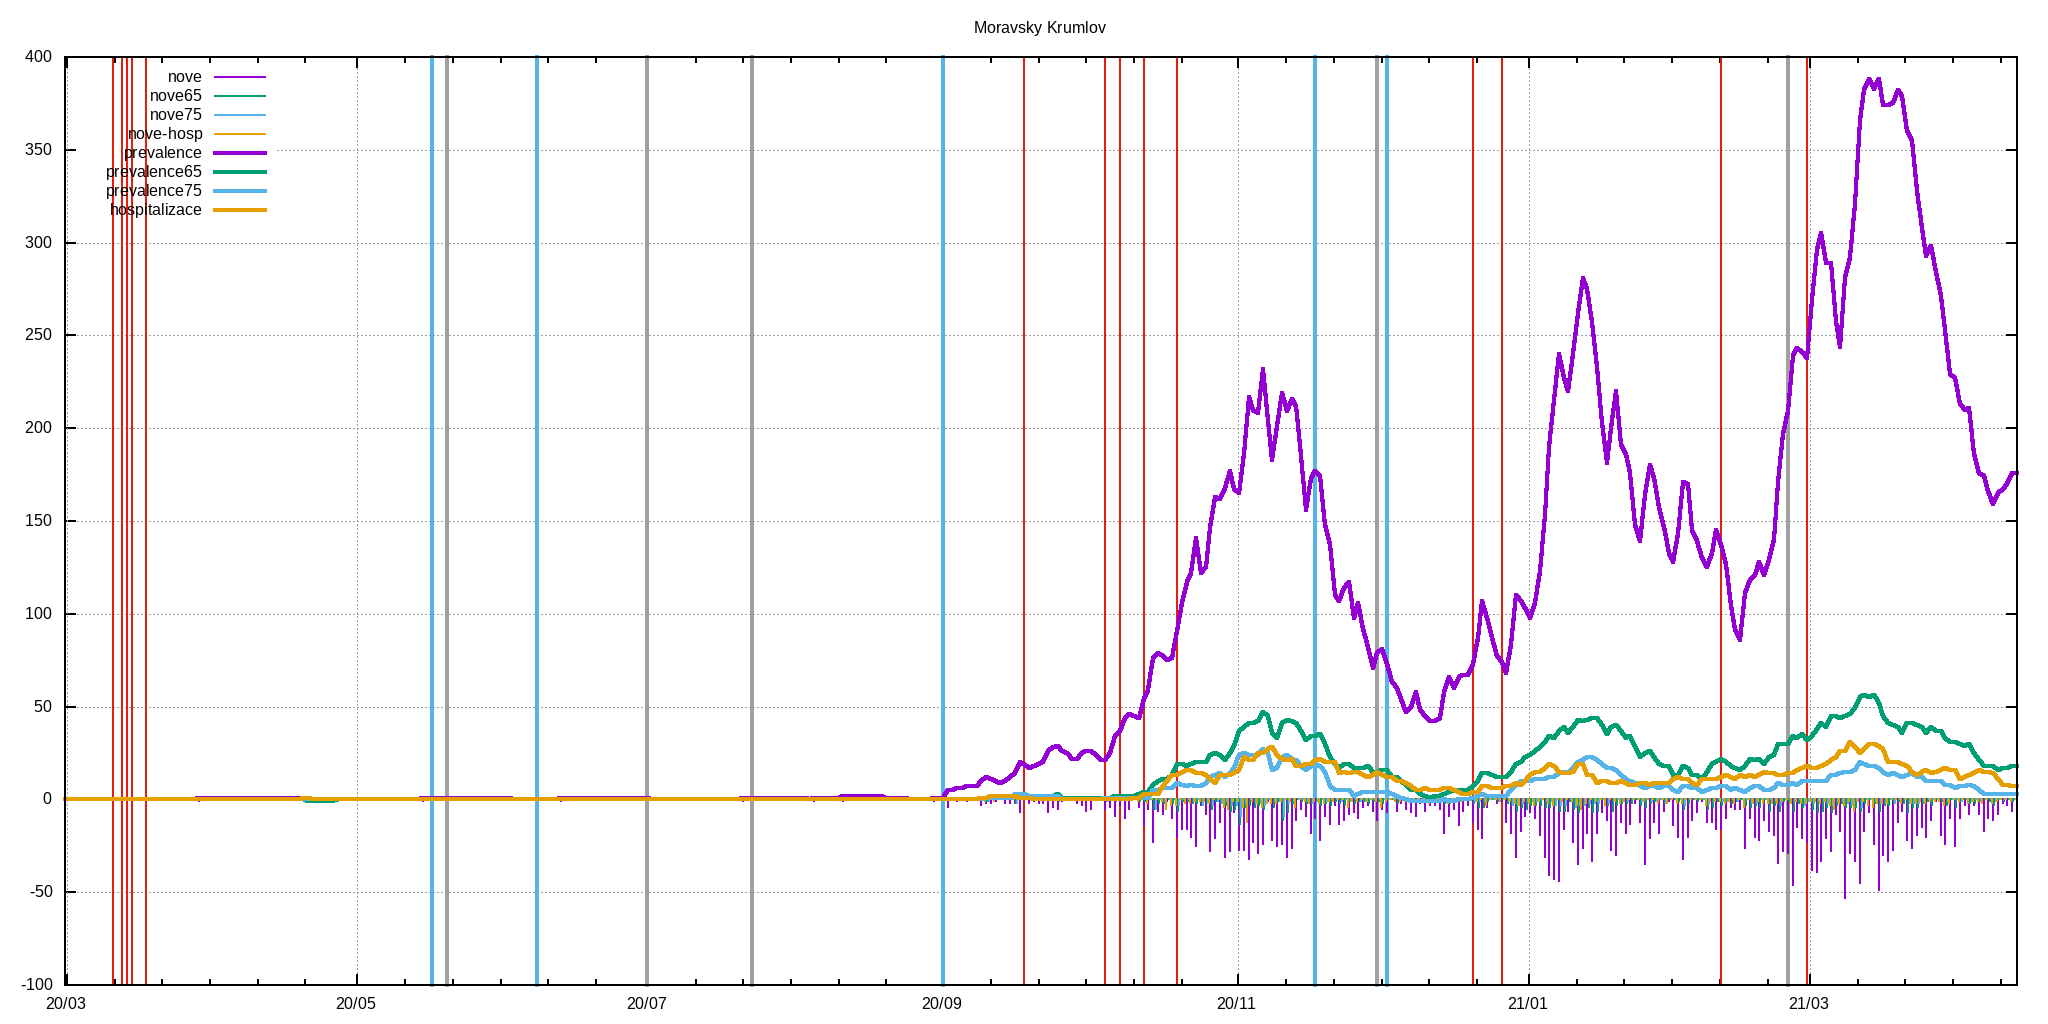 Moravsky Krumlov
400
350
300
250
200
150
100
50
0
-50
-100
nove
nove65
nove75
nove-hosp
prevalence
prevalence65
prevalence75
hospitalizace
20/03 20/05 20/07 20/09 20/11 21/01 21/03